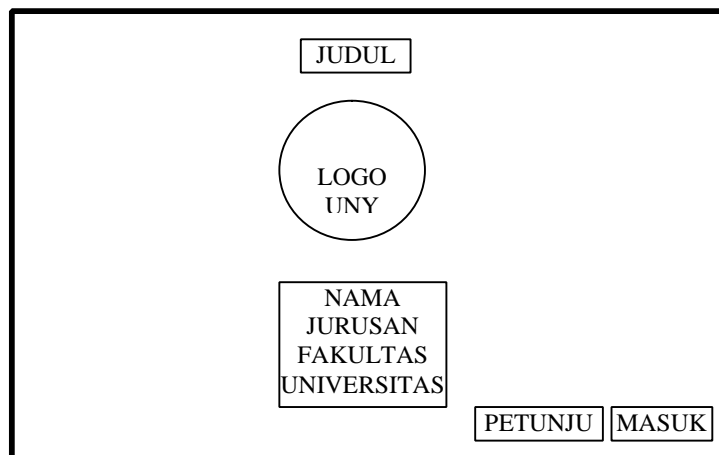 JUDUL
LOGO
UNY
NAMA
JURUSAN
FAKULTAS
UNIVERSITAS
PETUNJU MASUK